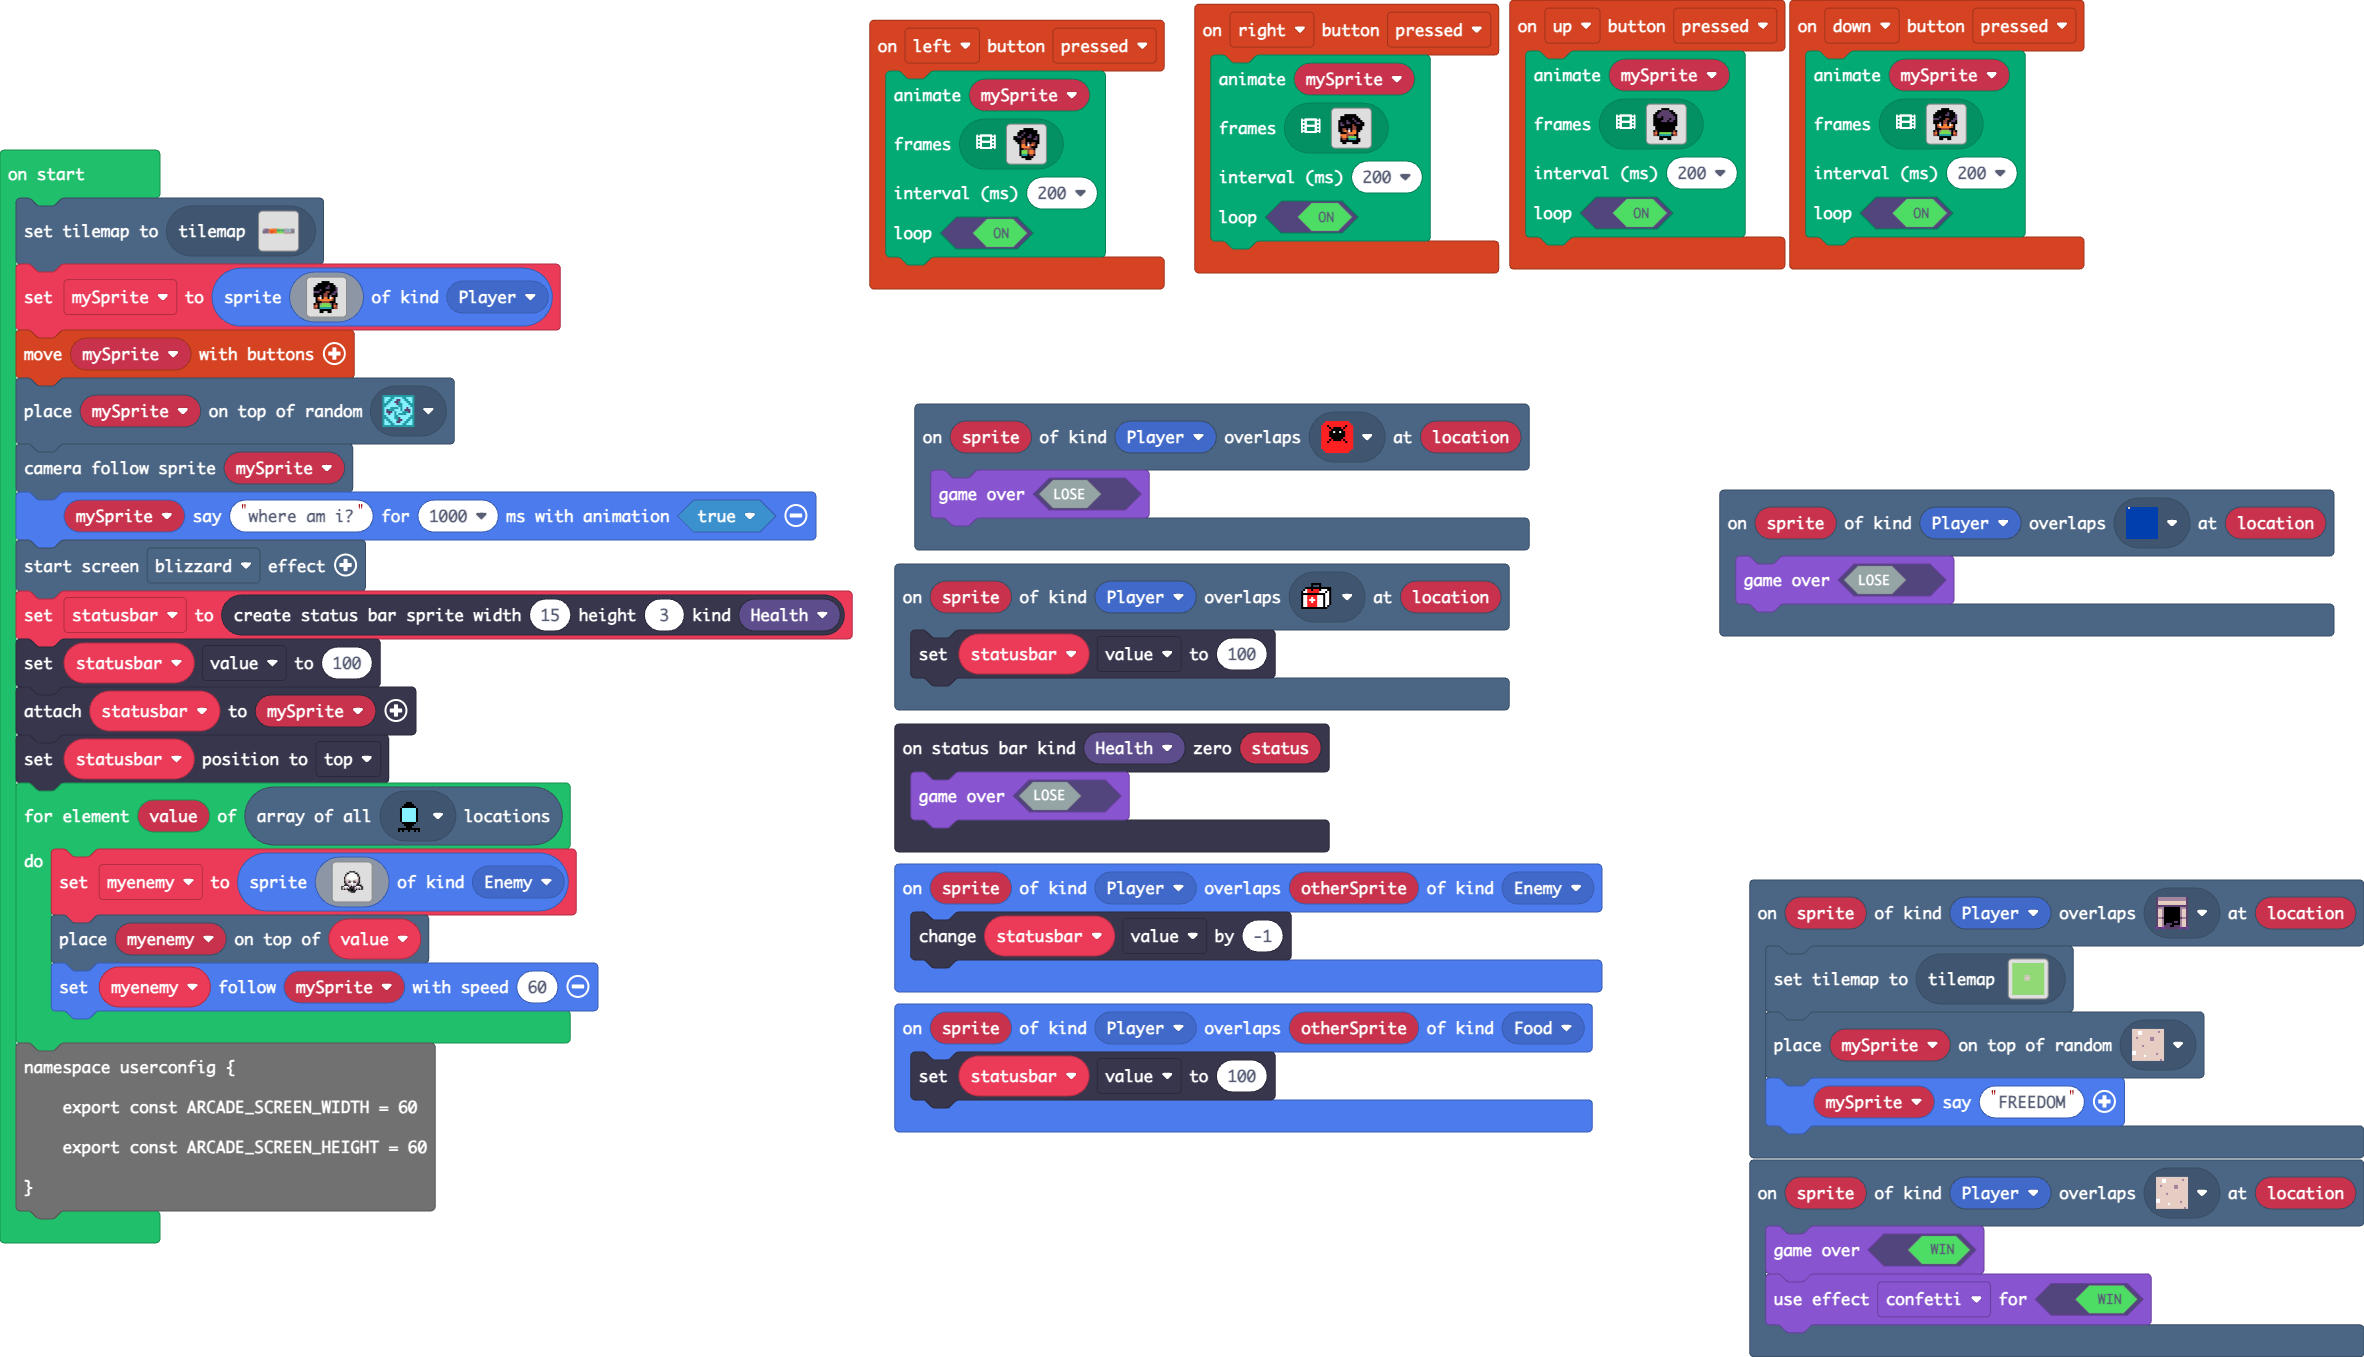 on start
set tilemap to tilemap
set mySprite to sprite of kind Player
move mySprite with buttons
place mySprite on top of random
camera follow sprite mySprite
mySprite say "where am i?" for 1000 ms with animation true
start screen blizzard effect
set statusbar to create status bar sprite width 15 height 3 kind Health
set statusbar value to 100
attach statusbar to mySprite
set statusbar position to top
for element value of array of all locations
do
set myenemy to sprite of kind Enemy
place myenemy on top of value
set myenemy follow mySprite with speed 60
namespace userconfig {
export const ARCADE_SCREEN_WIDTH = 60
export const ARCADE_SCREEN_HEIGHT = 60
}
on left button pressed
animate mySprite
frames
interval (ms) 200
loop ON
on right button pressed
animate mySprite
frames
interval (ms) 200
loop ON
on up button pressed
animate mySprite
frames
interval (ms) 200
loop ON
on down button pressed
animate mySprite
frames
interval (ms) 200
loop ON
on sprite of kind Player overlaps at location
game over LOSE
on sprite of kind Player overlaps at location
set statusbar value to 100
on status bar kind Health zero status
game over LOSE
on sprite of kind Player overlaps otherSprite of kind Enemy
change statusbar value by -1
on sprite of kind Player overlaps otherSprite of kind Food
set statusbar value to 100
on sprite of kind Player overlaps at location
game over LOSE
on sprite of kind Player overlaps at location
set tilemap to tilemap
place mySprite on top of random
mySprite say "FREEDOM"
on sprite of kind Player overlaps at location
game over WIN
use effect confetti for WIN